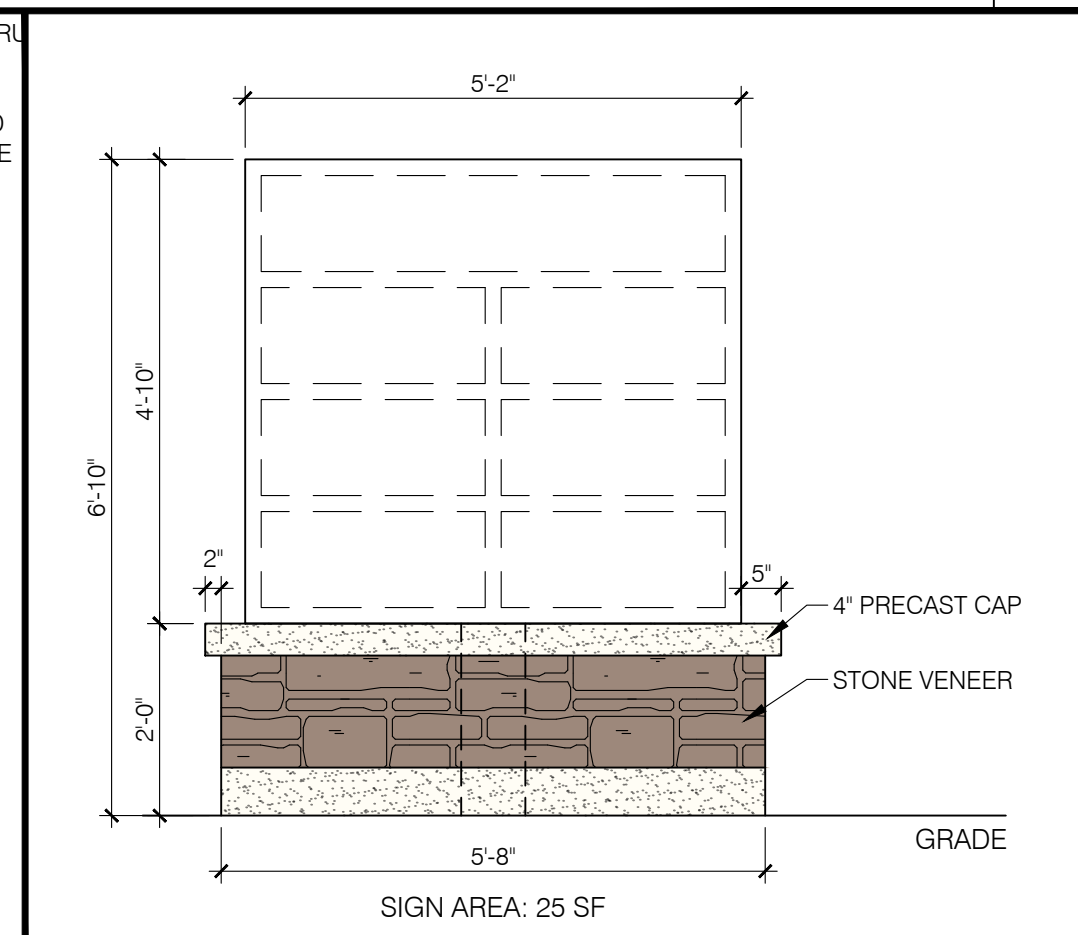 RU
E
5'-2"
4'-10"
6'-10"
2"
5"
4" PRECAST CAP
STONE VENEER
2'-0"
GRADE
5'-8"
SIGN AREA: 25 SF